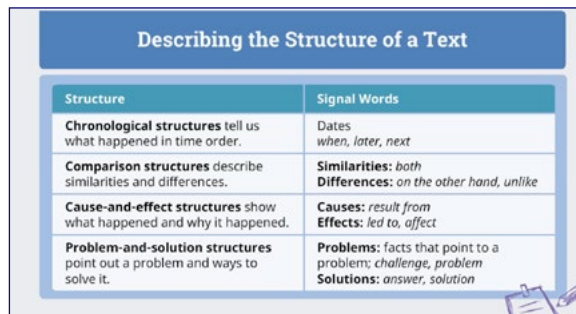 Describing the Structure of a Text
Structure
Signal Words
Chronological structures tell us
what happened in time order.
Dates
when, later, next
Comparison structures describe
similarities and differences.
Similarities: both
Differences: on the other hand, unlike
Cause-and-effect structures show
what happened and why it happened.
Causes: result from
Effects: led to, affect
Problem-and-solution structures
point out a problem and ways to
solve it.
Problems: facts that point to a
problem; challenge, problem
Solutions: answer, solution